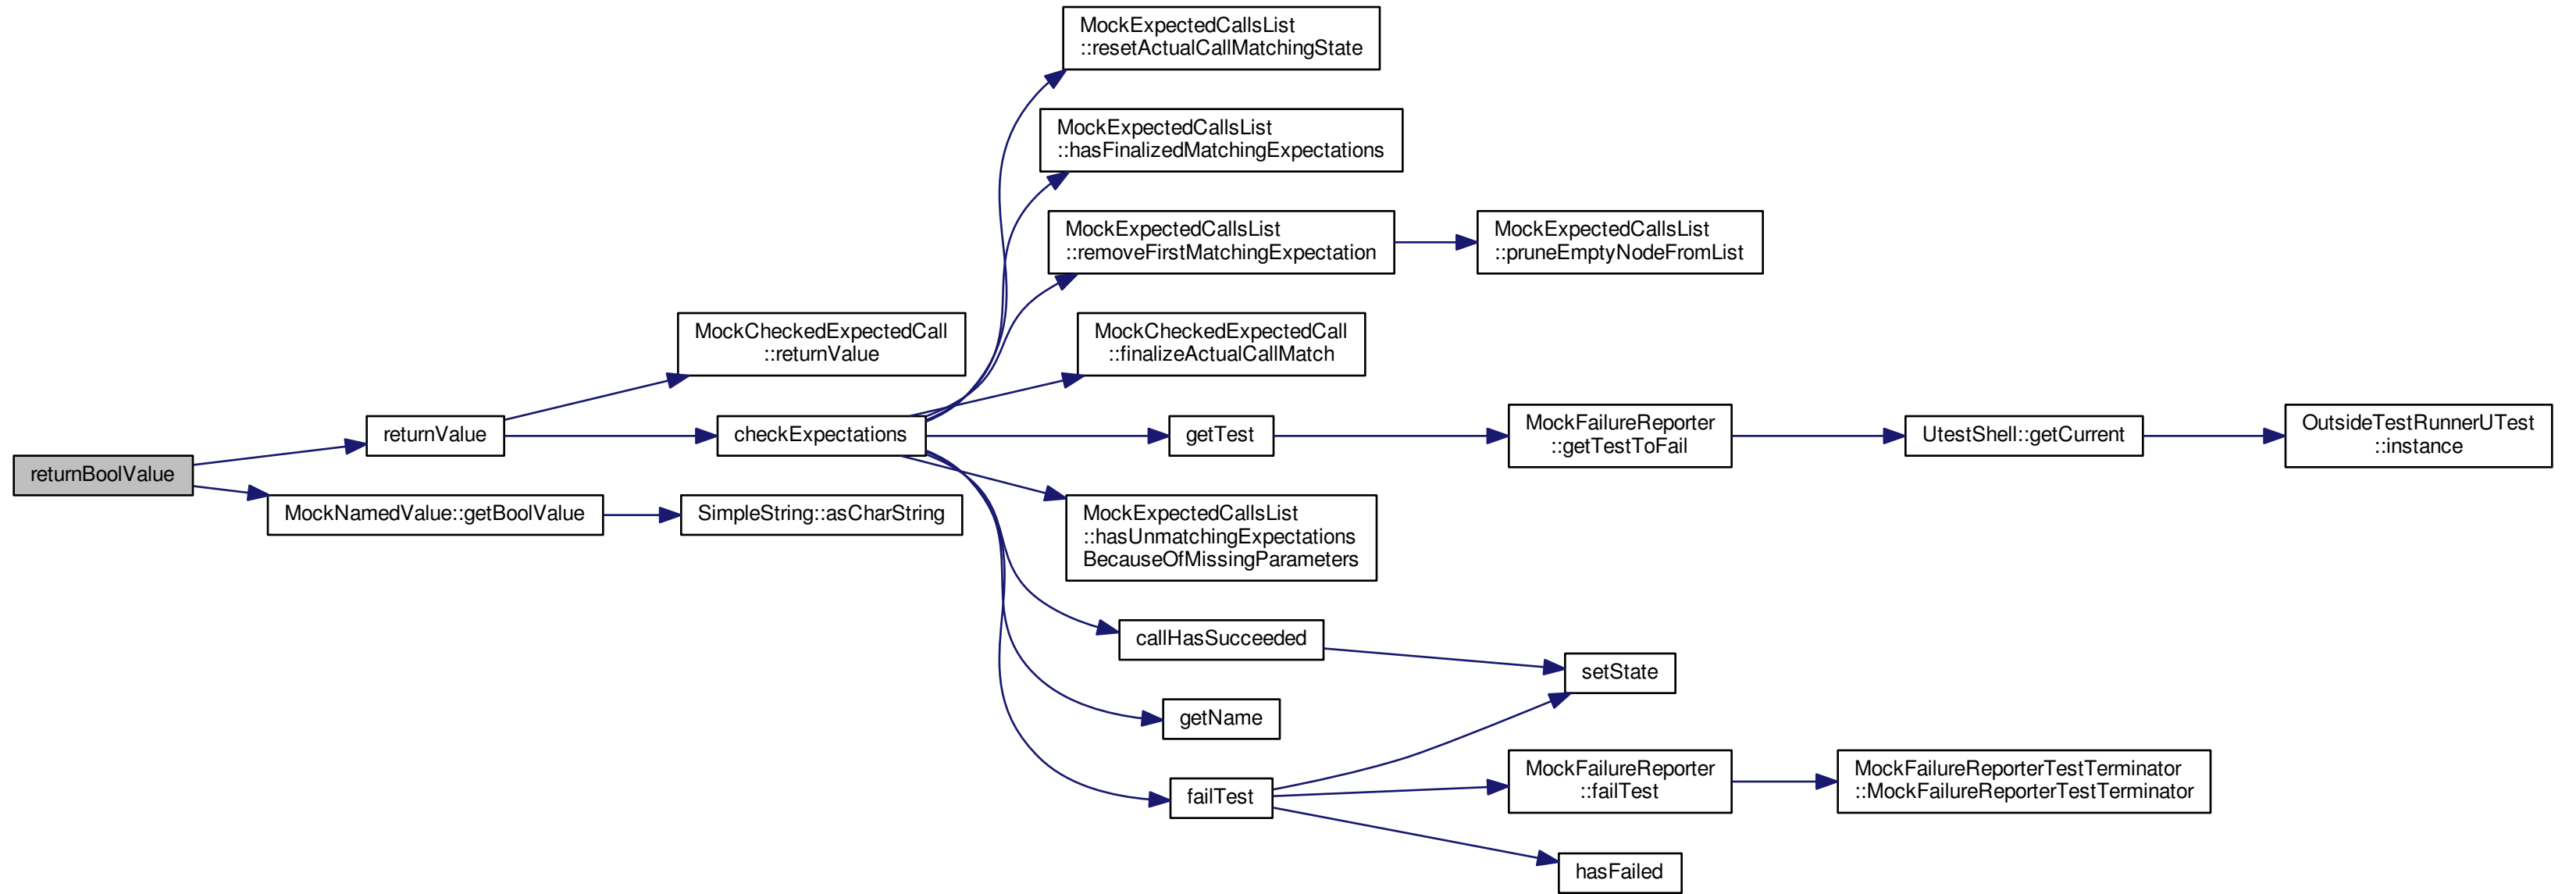 MockExpectedCallsList
::resetActualCallMatchingState
MockExpectedCallsList
::hasFinalizedMatchingExpectations
MockExpectedCallsList
::removeFirstMatchingExpectation
MockExpectedCallsList
::pruneEmptyNodeFromList
MockCheckedExpectedCall
::returnValue
MockCheckedExpectedCall
::finalizeActualCallMatch
returnBoolValue
returnValue
checkExpectations
getTest
MockFailureReporter
::getTestToFail
UtestShell::getCurrent
OutsideTestRunnerUTest
::instance
MockNamedValue::getBoolValue
SimpleString::asCharString
MockExpectedCallsList
::hasUnmatchingExpectations
BecauseOfMissingParameters
callHasSucceeded
setState
getName
failTest
MockFailureReporter
::failTest
MockFailureReporterTestTerminator
::MockFailureReporterTestTerminator
hasFailed